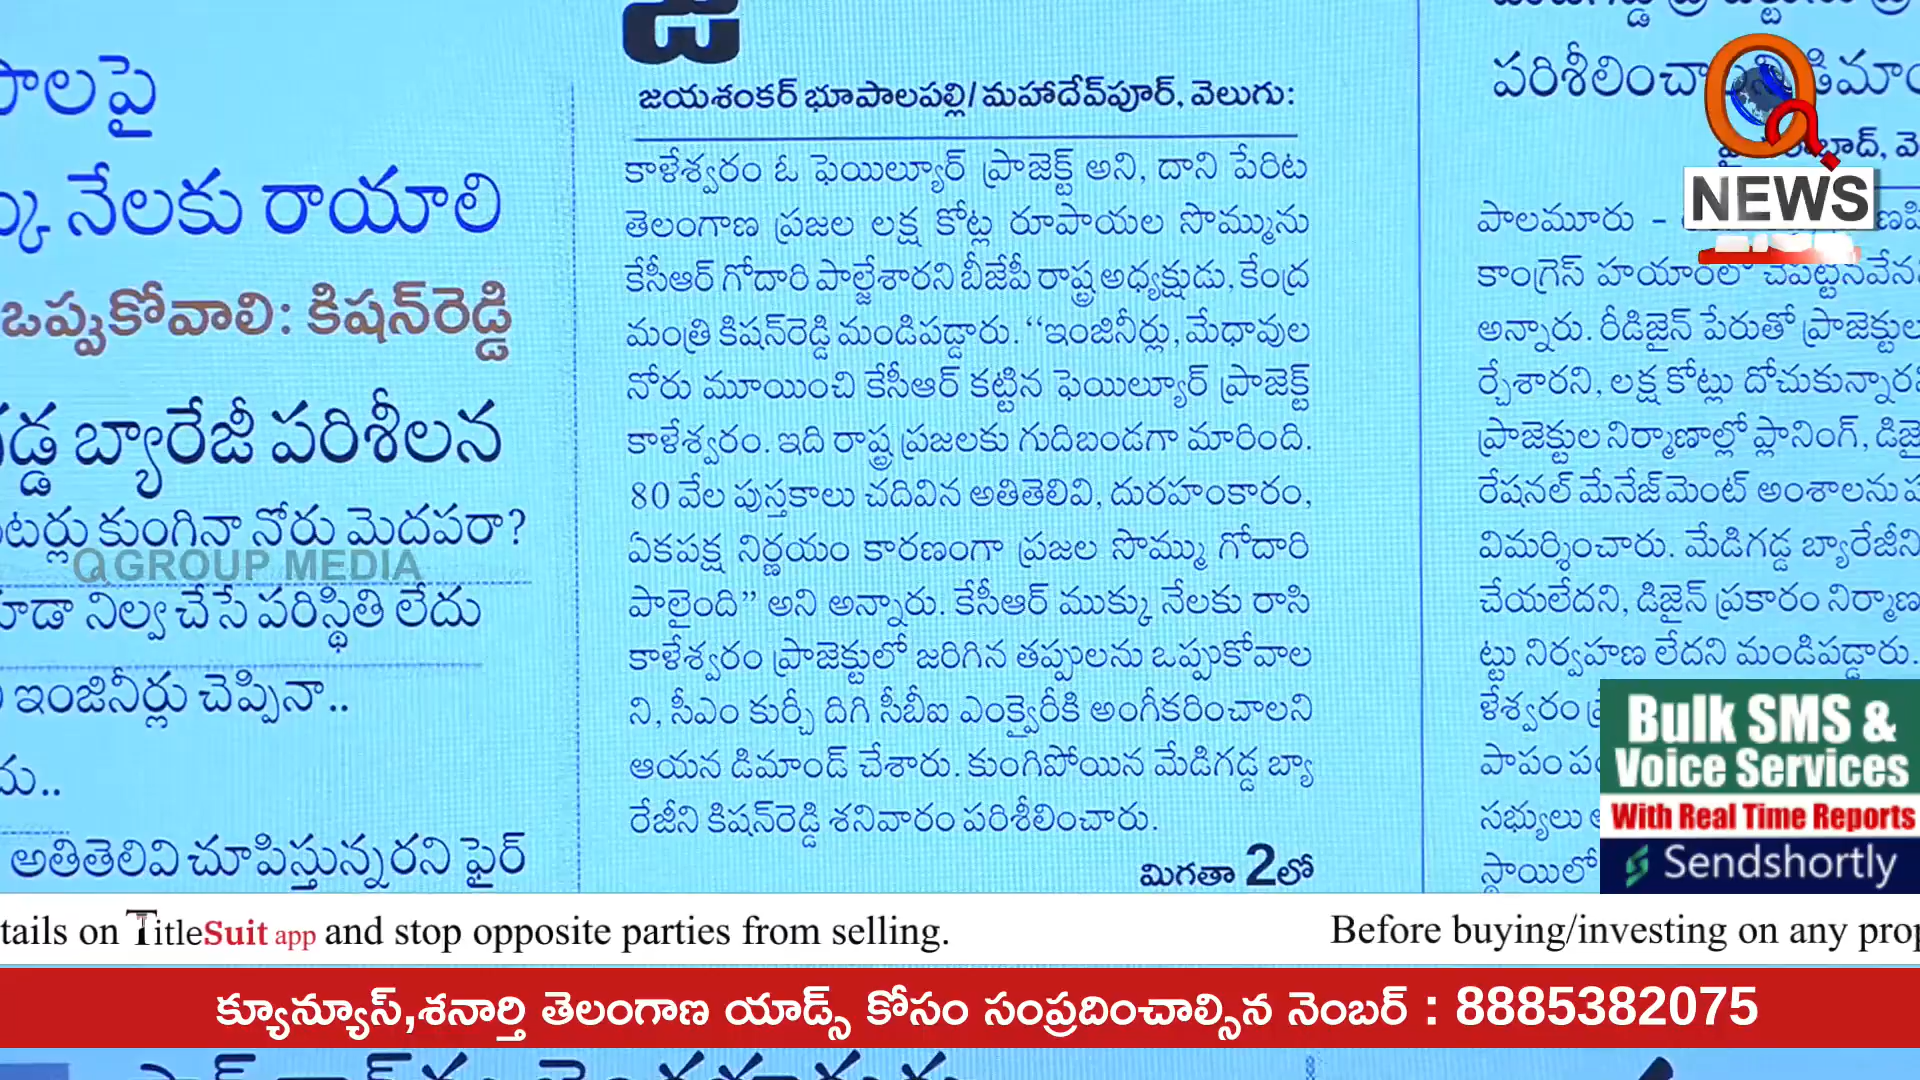 నేలకు రాయాలి
ఒప్పుకోవాలి: కిషన్‌రెడ్డి
బ్యారేజీ పరిశీలన
కుంగినా నోరు మెదపరా?
నిల్వ చేసే పరిస్థితి లేదు
ఇంజినీర్లు చెప్పినా..
అతితెలివి చూపిస్తున్నరని ఫైర్
Q GROUP MEDIA
జయశంకర్ భూపాలపల్లి/మహాదేవ్‌పూర్, వెలుగు:
కాళేశ్వరం ఓ ఫెయిల్యూర్ ప్రాజెక్ట్ అని, దాని పేరిట
తెలంగాణ ప్రజల లక్ష కోట్ల రూపాయల సొమ్మును
కేసీఆర్ గోదారి పాల్జేశారని బీజేపీ రాష్ట్ర అధ్యక్షుడు, కేంద్ర
మంత్రి కిషన్‌రెడ్డి మండిపడ్డారు. ‘‘ఇంజినీర్లు, మేధావుల
నోరు మూయించి కేసీఆర్ కట్టిన ఫెయిల్యూర్ ప్రాజెక్ట్
కాళేశ్వరం. ఇది రాష్ట్ర ప్రజలకు గుదిబండగా మారింది.
80 వేల పుస్తకాలు చదివిన అతితెలివి, దురహంకారం,
ఏకపక్ష నిర్ణయం కారణంగా ప్రజల సొమ్ము గోదారి
పాలైంది’’ అని అన్నారు. కేసీఆర్ ముక్కు నేలకు రాసి
కాళేశ్వరం ప్రాజెక్టులో జరిగిన తప్పులను ఒప్పుకోవాల
ని, సీఎం కుర్చీ దిగి సీబీఐ ఎంక్వైరీకి అంగీకరించాలని
ఆయన డిమాండ్ చేశారు. కుంగిపోయిన మేడిగడ్డ బ్యా
రేజీని కిషన్‌రెడ్డి శనివారం పరిశీలించారు.
మిగతా 2లో
పాలమూరు –
కాంగ్రెస్ హయాంలో
అన్నారు. రీడిజైన్ పేరుతో ప్రాజెక్టుల
ర్చేశారని, లక్ష కోట్లు
ప్రాజెక్టుల నిర్మాణాల్లో ప్లానింగ్,
రేషనల్ మేనేజ్‌మెంట్ అంశాలను
విమర్శించారు. మేడిగడ్డ బ్యారేజీని
చేయలేదని, డిజైన్ ప్రకారం
ట్టు నిర్వహణ లేదని మండిపడ్డారు.
ళేశ్వరం
పాపం
సభ్యులు
స్థాయిలో
Q
NEWS
Bulk SMS &
Voice Services
With Real Time Reports
Sendshortly
tails on TitleSuit app and stop opposite parties from selling. Before buying/investing on any prop
క్యూన్యూస్,శనార్తి తెలంగాణ యాడ్స్ కోసం సంప్రదించాల్సిన నెంబర్ : 8885382075